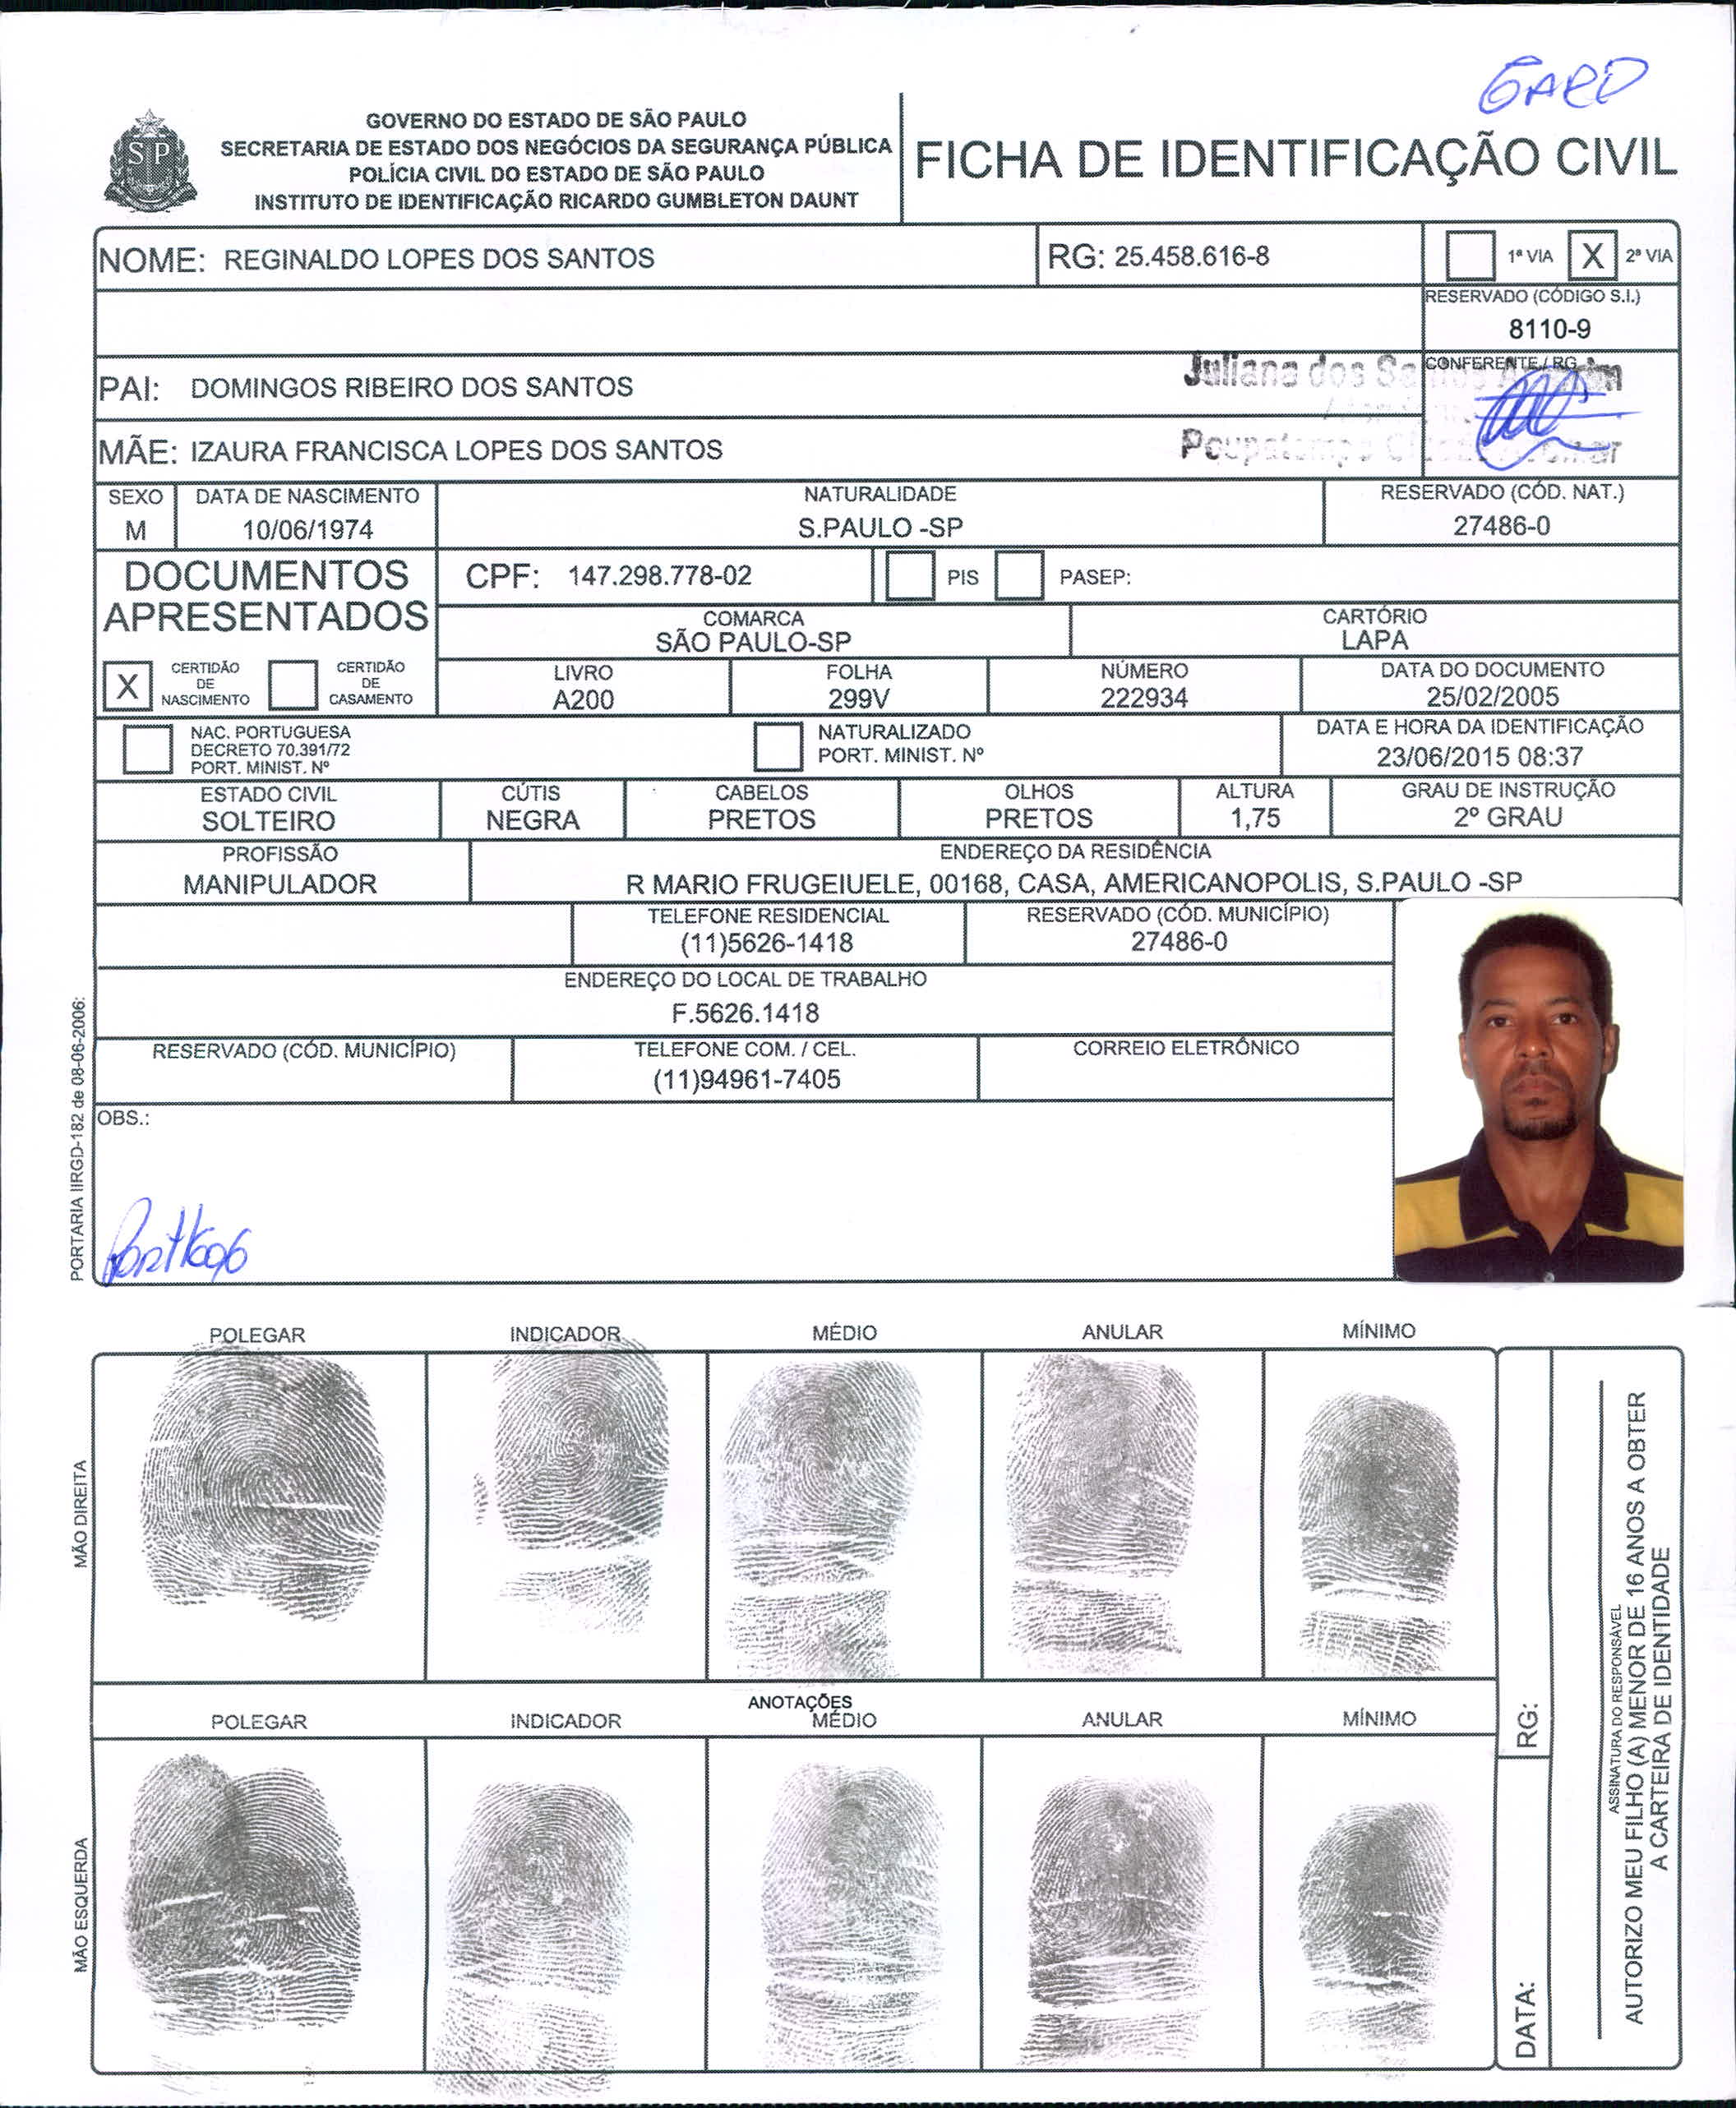 GARD
GOVERNO DO ESTADO DE SÃO PAULO
SECRETARIA DE ESTADO DOS NEGÓCIOS DA SEGURANÇA PÚBLICA
POLÍCIA CIVIL DO ESTADO DE SÃO PAULO
INSTITUTO DE IDENTIFICAÇÃO RICARDO GUMBLETON DAUNT
SP
FICHA DE IDENTIFICAÇÃO CIVIL
NOME: REGINALDO LOPES DOS SANTOS
RG: 25.458.616-8
1ª VIA X 2ª VIA
RESERVADO (CÓDIGO S.I.)
8110-9
PAI: DOMINGOS RIBEIRO DOS SANTOS
Juliana dos
CONFERENTE / RG
MÃE: IZAURA FRANCISCA LOPES DOS SANTOS
Poupatempo
SEXO
M
DATA DE NASCIMENTO
10/06/1974
NATURALIDADE
S.PAULO -SP
RESERVADO (CÓD. NAT.)
27486-0
DOCUMENTOS
APRESENTADOS
CPF: 147.298.778-02
PIS
PASEP:
COMARCA
SÃO PAULO-SP
CARTÓRIO
LAPA
X CERTIDÃO
DE
NASCIMENTO
CERTIDÃO
DE
CASAMENTO
LIVRO
A200
FOLHA
299V
NÚMERO
222934
DATA DO DOCUMENTO
25/02/2005
NAC. PORTUGUESA
DECRETO 70.391/72
PORT. MINIST. Nº
NATURALIZADO
PORT. MINIST. Nº
DATA E HORA DA IDENTIFICAÇÃO
23/06/2015 08:37
ESTADO CIVIL
SOLTEIRO
CÚTIS
NEGRA
CABELOS
PRETOS
OLHOS
PRETOS
ALTURA
1,75
GRAU DE INSTRUÇÃO
2º GRAU
PROFISSÃO
MANIPULADOR
ENDEREÇO DA RESIDÊNCIA
R MARIO FRUGEIUELE, 00168, CASA, AMERICANOPOLIS, S.PAULO -SP
TELEFONE RESIDENCIAL
(11)5626-1418
RESERVADO (CÓD. MUNICÍPIO)
27486-0
ENDEREÇO DO LOCAL DE TRABALHO
F.5626.1418
RESERVADO (CÓD. MUNICÍPIO)
TELEFONE COM. / CEL.
(11)94961-7405
CORREIO ELETRÔNICO
OBS.:
PORTARIA IIRGD-182 de 08-06-2006:
POLEGAR INDICADOR MÉDIO ANULAR MÍNIMO
MÃO DIREITA
ANOTAÇÕES
POLEGAR INDICADOR MÉDIO ANULAR MÍNIMO
MÃO ESQUERDA
RG:
DATA:
ASSINATURA DO RESPONSÁVEL
AUTORIZO MEU FILHO (A) MENOR DE 16 ANOS A OBTER
A CARTEIRA DE IDENTIDADE